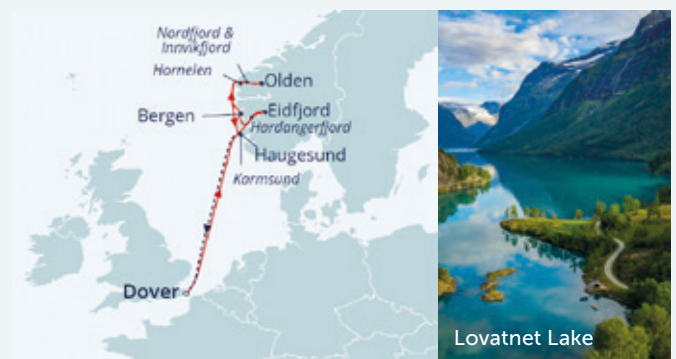 Nordfjord &
Innvikfjord
Hornelen
Olden
Bergen
Eidfjord
Hardangerfjord
Haugesund
Karmsund
Dover
Lovatnet Lake